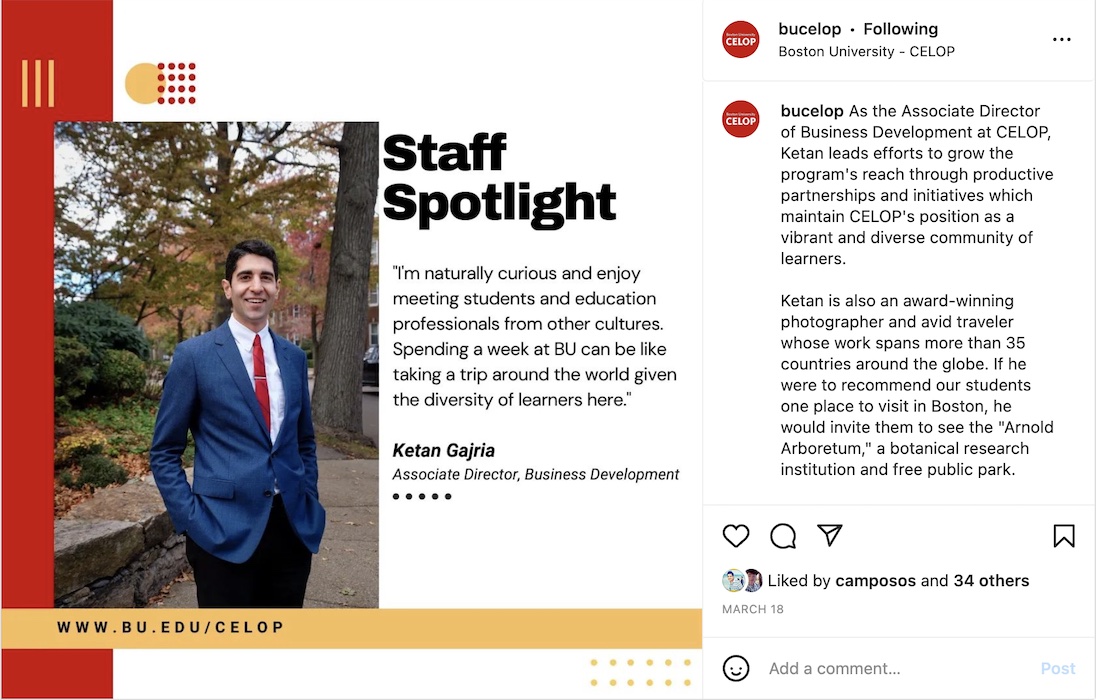 Staff
Spotlight
"I'm naturally curious and enjoy
meeting students and education
professionals from other cultures.
Spending a week at BU can be like
taking a trip around the world given
the diversity of learners here."
Ketan Gajria
Associate Director, Business Development
WWW.BU.EDU/CELOP
Boston University
CELOP
bucelop • Following
Boston University - CELOP
Boston University
CELOP
bucelop As the Associate Director
of Business Development at CELOP,
Ketan leads efforts to grow the
program's reach through productive
partnerships and initiatives which
maintain CELOP's position as a
vibrant and diverse community of
learners.
Ketan is also an award-winning
photographer and avid traveler
whose work spans more than 35
countries around the globe. If he
were to recommend our students
one place to visit in Boston, he
would invite them to see the "Arnold
Arboretum," a botanical research
institution and free public park.
Liked by camposos and 34 others
MARCH 18
Add a comment...
Post